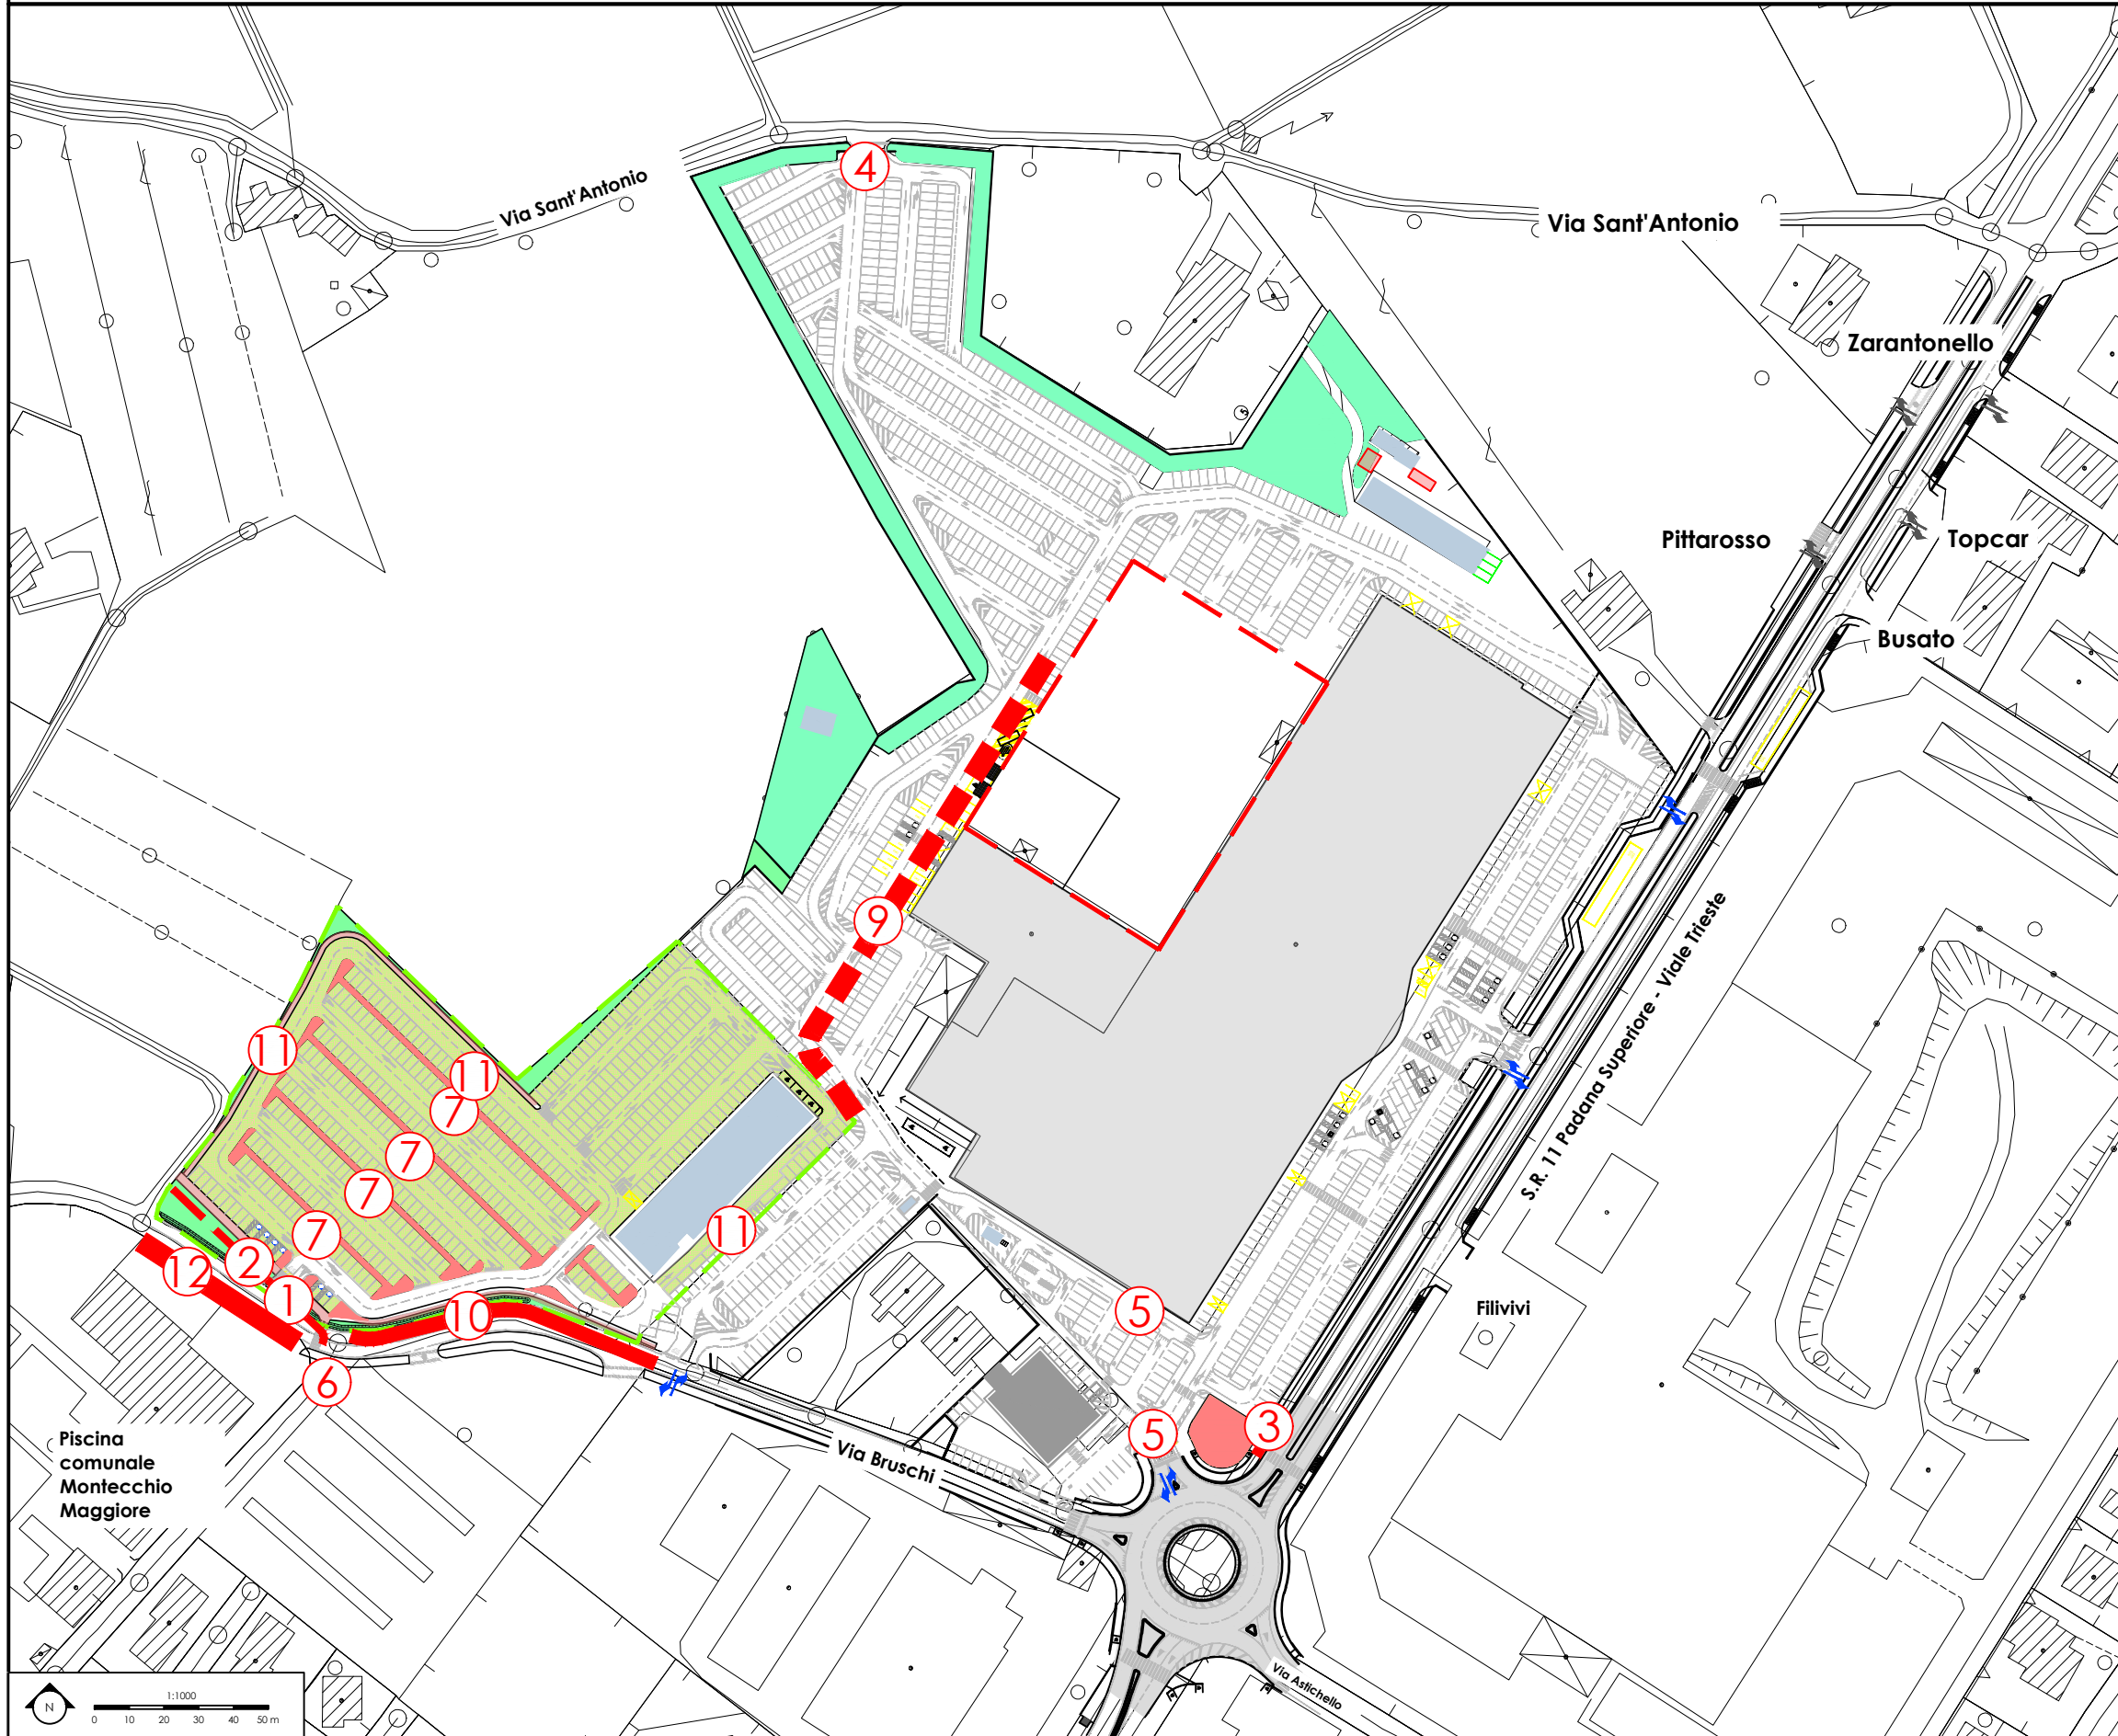 4
Via Sant'Antonio
Via Sant'Antonio
Zarantonello
Pittarosso
Topcar
Busato
9
S.R. 11 Padana Superiore - Viale Trieste
11
11
7
7
7
11
7
2
12
1
10
5
Filivivi
6
3
5
Piscina
comunale
Montecchio
Maggiore
Via Bruschi
Via Astichello
N
1:1000
0 10 20 30 40 50 m